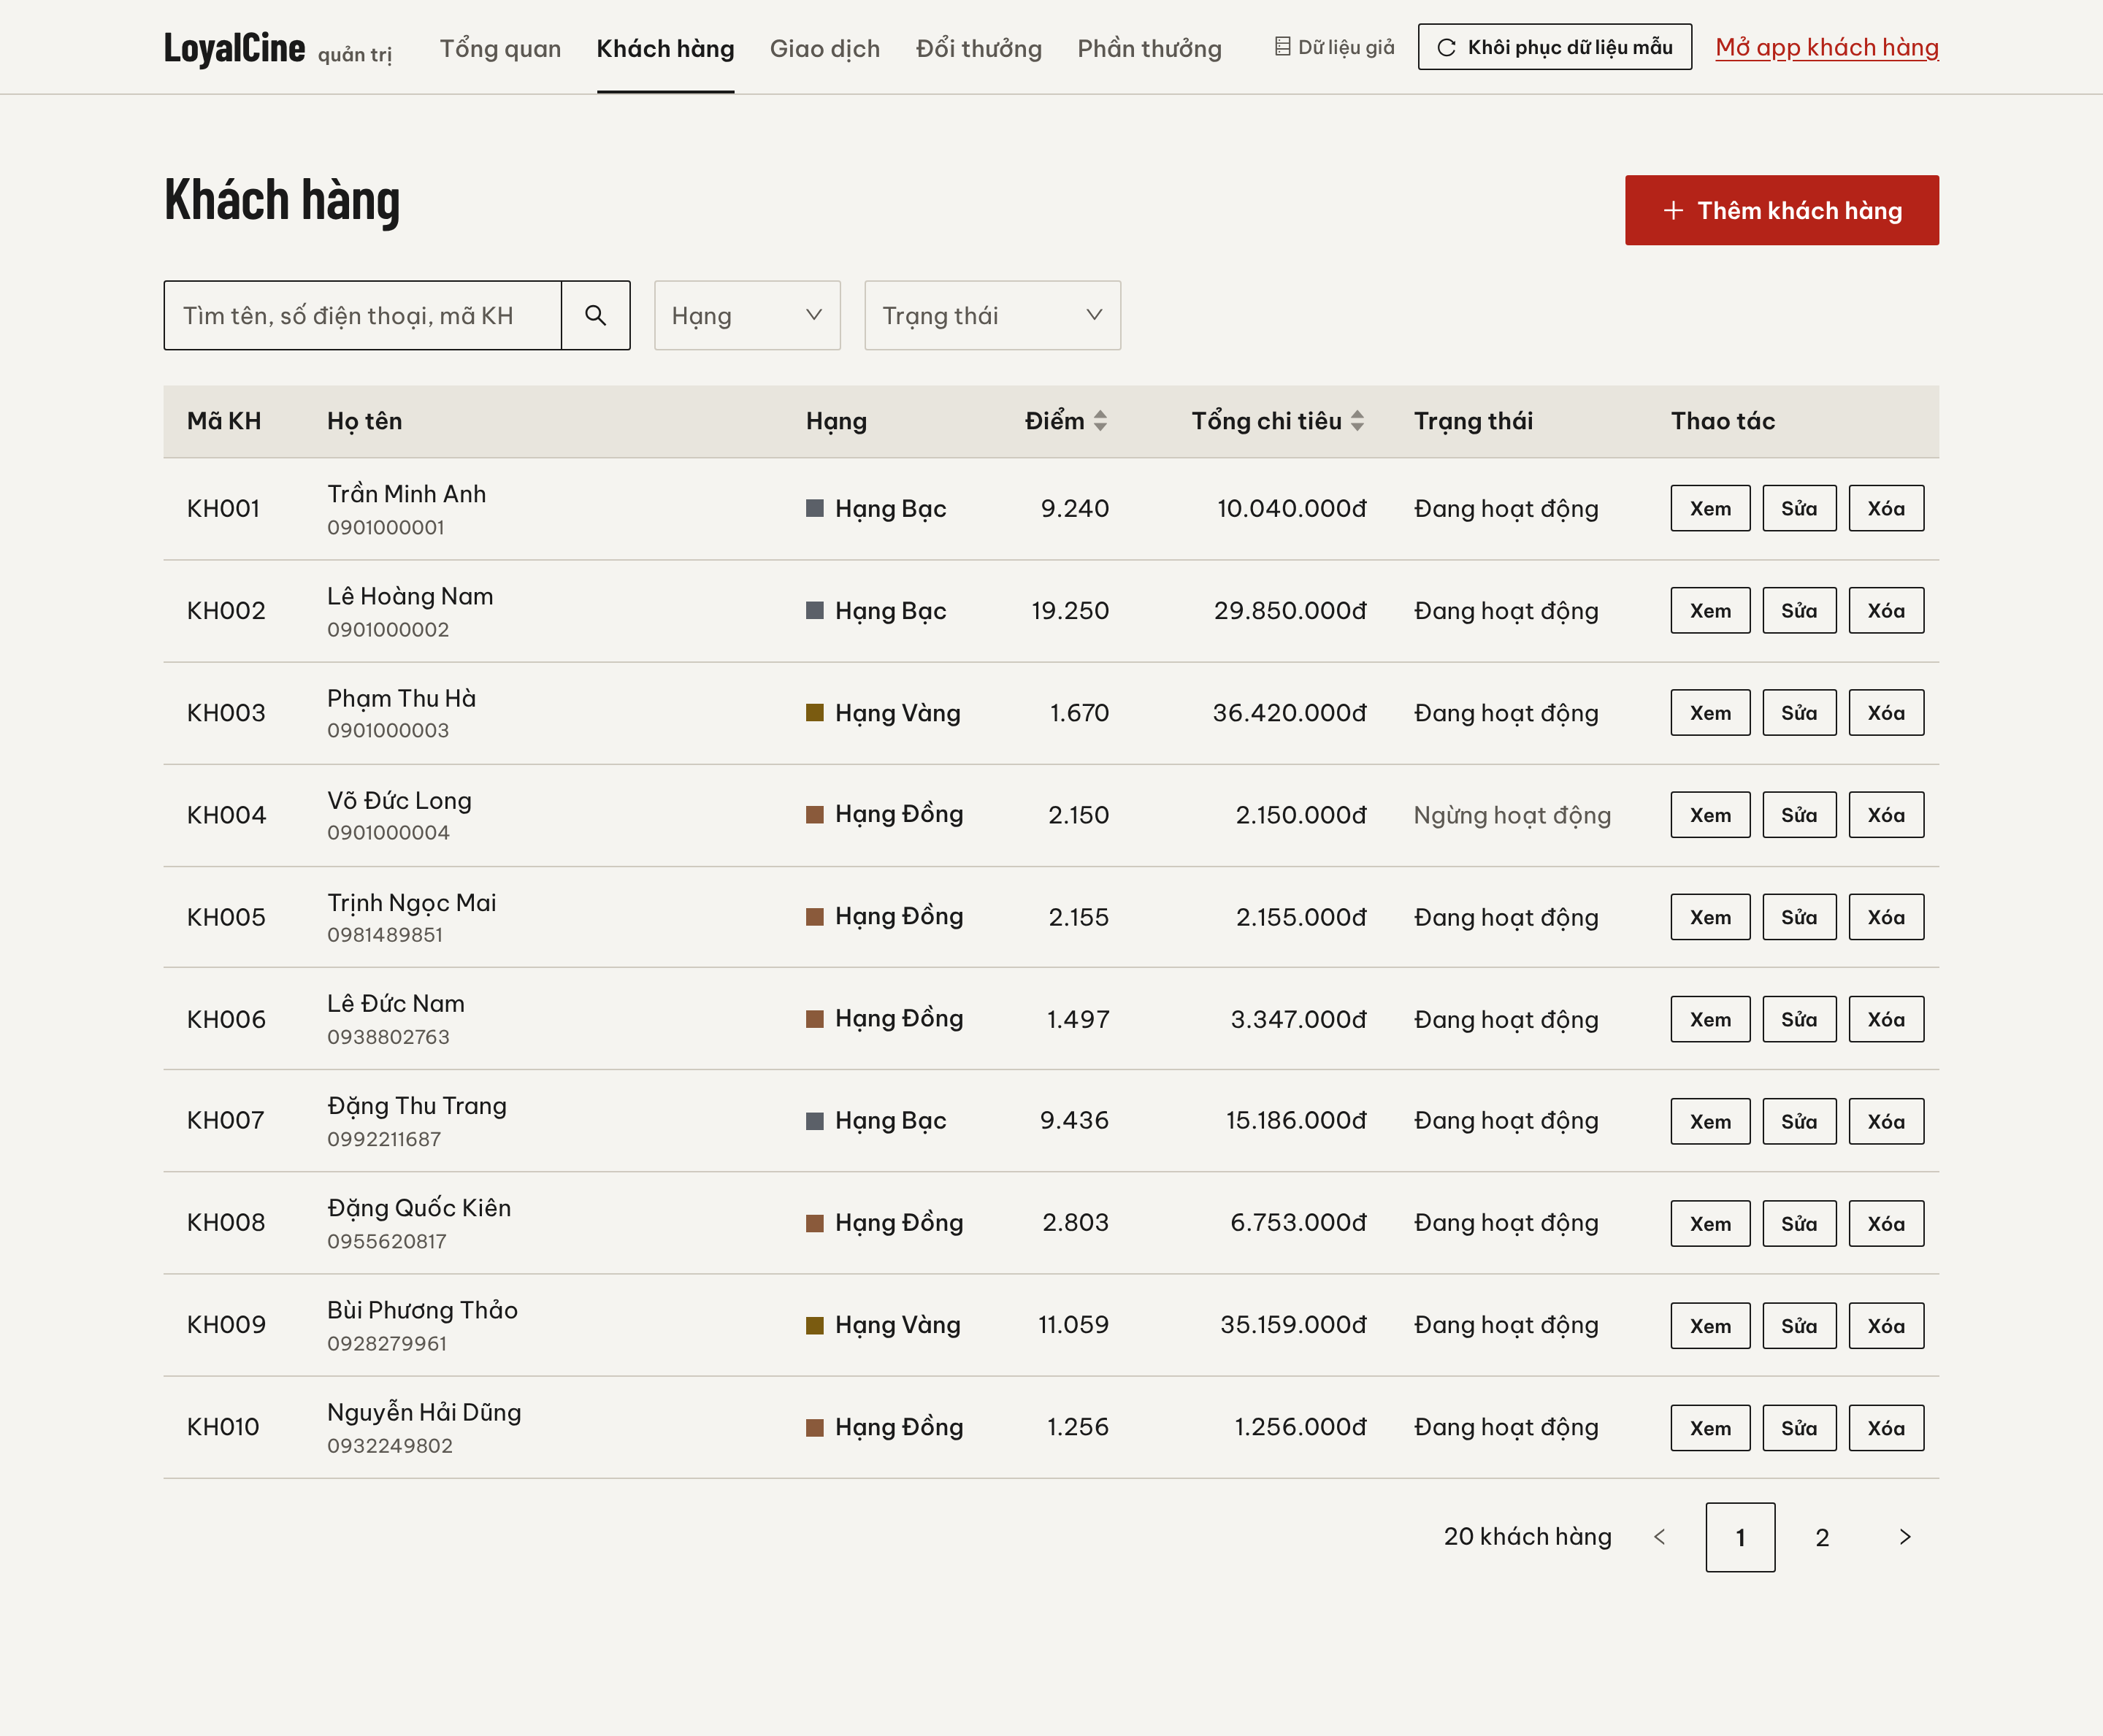 LoyalCine quản trị Tổng quan Khách hàng Giao dịch Đổi thưởng Phần thưởng Dữ liệu giả Khôi phục dữ liệu mẫu Mở app khách hàng
Khách hàng
Thêm khách hàng
Tìm tên, số điện thoại, mã KH Hạng Trạng thái
Mã KH Họ tên Hạng Điểm Tổng chi tiêu Trạng thái Thao tác
KH001 Trần Minh Anh Hạng Bạc 9.240 10.040.000đ Đang hoạt động Xem Sửa Xóa
0901000001
KH002 Lê Hoàng Nam Hạng Bạc 19.250 29.850.000đ Đang hoạt động Xem Sửa Xóa
0901000002
KH003 Phạm Thu Hà Hạng Vàng 1.670 36.420.000đ Đang hoạt động Xem Sửa Xóa
0901000003
KH004 Võ Đức Long Hạng Đồng 2.150 2.150.000đ Ngừng hoạt động Xem Sửa Xóa
0901000004
KH005 Trịnh Ngọc Mai Hạng Đồng 2.155 2.155.000đ Đang hoạt động Xem Sửa Xóa
0981489851
KH006 Lê Đức Nam Hạng Đồng 1.497 3.347.000đ Đang hoạt động Xem Sửa Xóa
0938802763
KH007 Đặng Thu Trang Hạng Bạc 9.436 15.186.000đ Đang hoạt động Xem Sửa Xóa
0992211687
KH008 Đặng Quốc Kiên Hạng Đồng 2.803 6.753.000đ Đang hoạt động Xem Sửa Xóa
0955620817
KH009 Bùi Phương Thảo Hạng Vàng 11.059 35.159.000đ Đang hoạt động Xem Sửa Xóa
0928279961
KH010 Nguyễn Hải Dũng Hạng Đồng 1.256 1.256.000đ Đang hoạt động Xem Sửa Xóa
0932249802
20 khách hàng 1 2